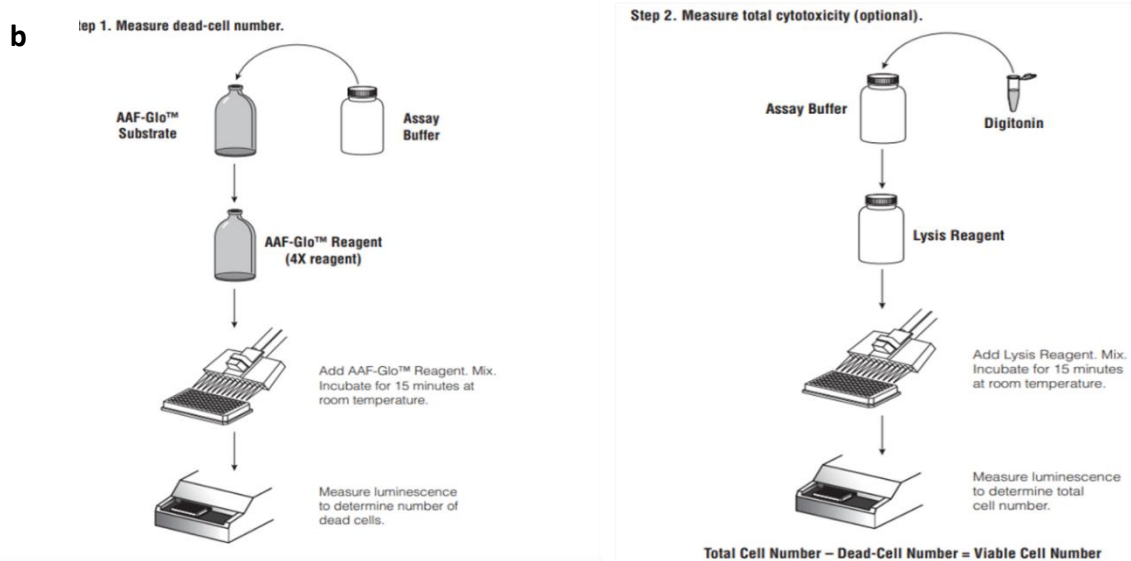 b
ep 1. Measure dead-cell number.
AAF-Glo™
Substrate
Assay
Buffer
AAF-Glo™ Reagent
(4X reagent)
Add AAF-Glo™ Reagent. Mix.
Incubate for 15 minutes at
room temperature.
Measure luminescence
to determine number of
dead cells.
Step 2. Measure total cytotoxicity (optional).
Assay Buffer
Digitonin
Lysis Reagent
Add Lysis Reagent. Mix.
Incubate for 15 minutes
at room temperature.
Measure luminescence
to determine total
cell number.
Total Cell Number – Dead-Cell Number = Viable Cell Number